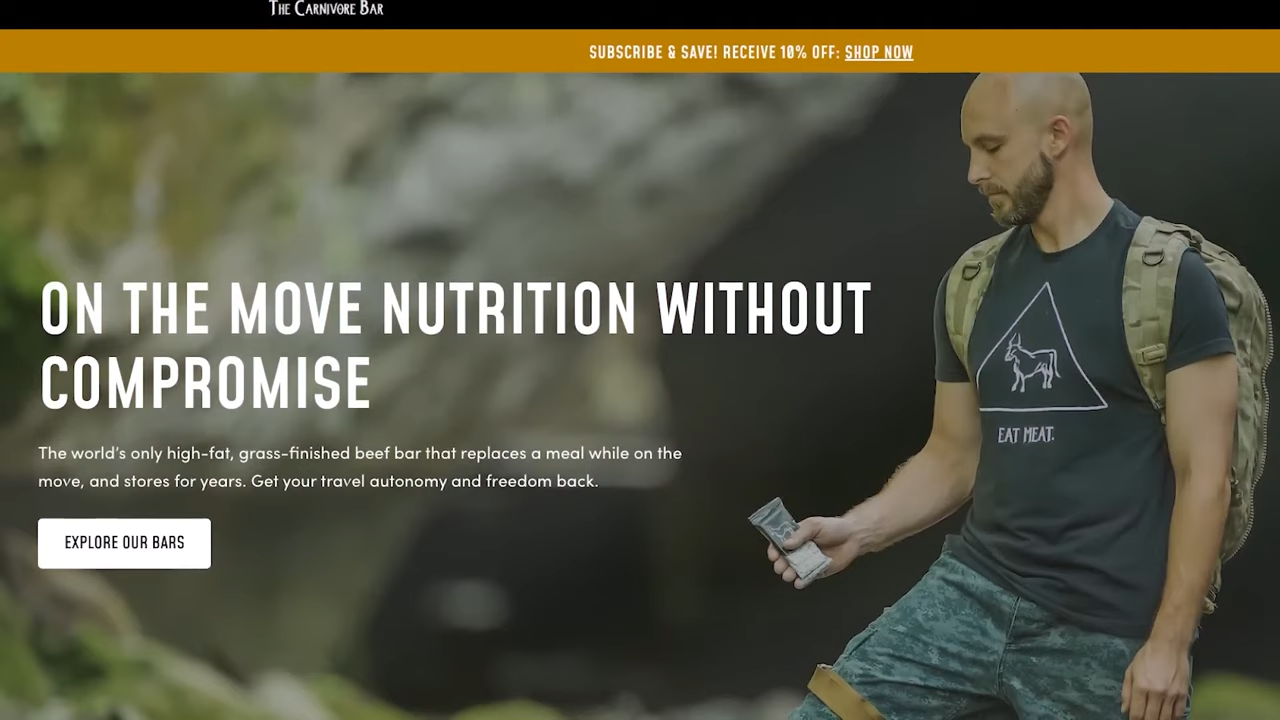 The Carnivore Bar
SUBSCRIBE & SAVE! RECEIVE 10% OFF: SHOP NOW
ON THE MOVE NUTRITION WITHOUT
COMPROMISE
The world's only high-fat, grass-finished beef bar that replaces a meal while on the
move, and stores for years. Get your travel autonomy and freedom back.
EXPLORE OUR BARS
EAT MEAT.